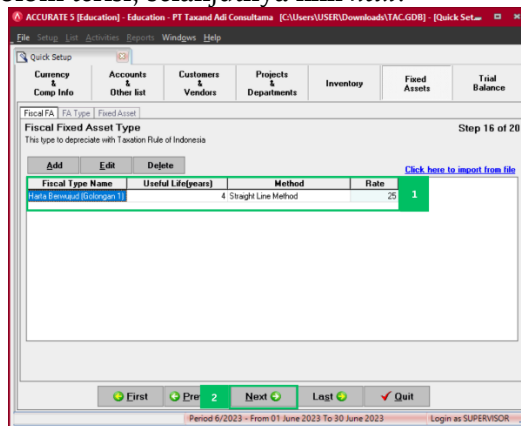 ACCURATE 5 [Education] - Education - PT Taxand Adi Consultama [C:\Users\USER\Downloads\TAC.GDB] - [Quick Set
File Setup List Activities Reports Windows Help
Quick Setup
Currency & Comp Info
Accounts & Other list
Customers & Vendors
Projects & Departments
Inventory
Fixed Assets
Trial Balance
Fiscal FA FA Type Fixed Asset
Fiscal Fixed Asset Type Step 16 of 20
This type to depreciate with Taxation Rule of Indonesia
Add Edit Delete Click here to import from file
Fiscal Type Name Useful Life(years) Method Rate
Harta Berwujud (Golongan 1) 4 Straight Line Method 25 1
First Pre 2 Next Last Quit
Period 6/2023 - From 01 June 2023 To 30 June 2023 Login as SUPERVISOR